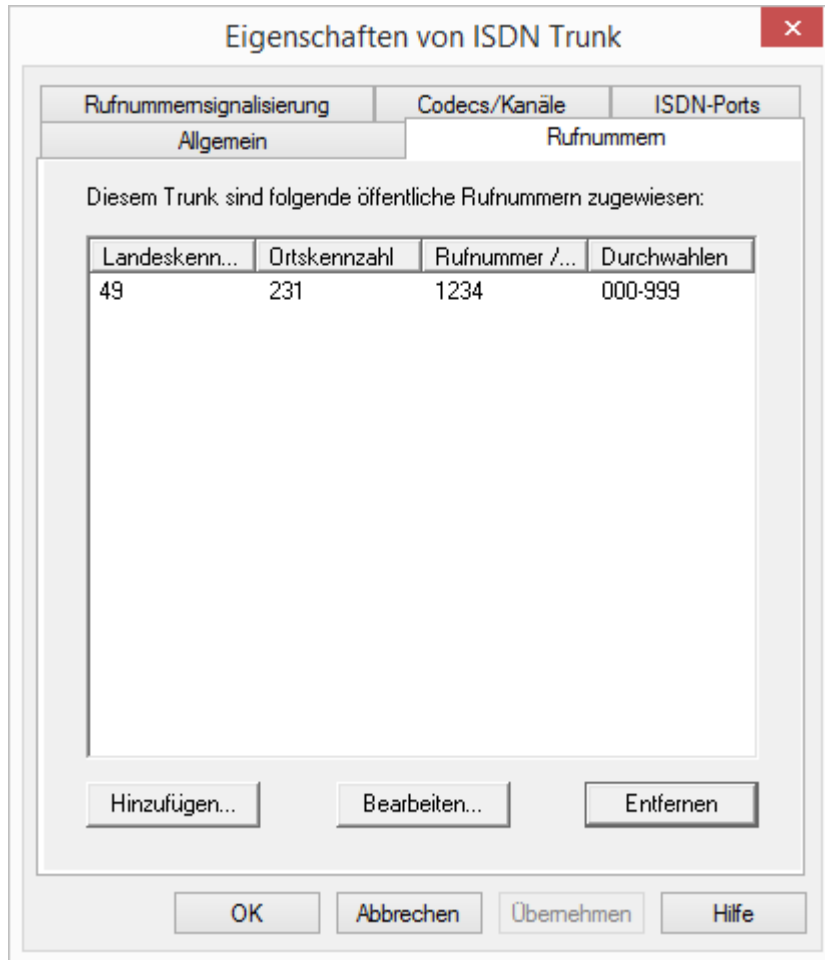 Eigenschaften von ISDN Trunk
Rufnummernsignalisierung Codecs/Kanäle ISDN-Ports
Allgemein Rufnummern
Diesem Trunk sind folgende öffentliche Rufnummern zugewiesen:
Landeskenn... Ortskennzahl Rufnummer /... Durchwahlen
49 231 1234 000-999
Hinzufügen... Bearbeiten... Entfernen
OK Abbrechen Übernehmen Hilfe